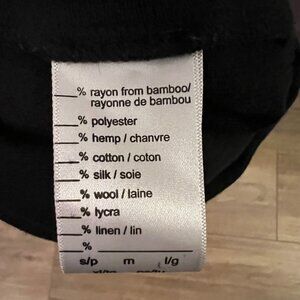 ___% rayon from bamboo/
rayonne de bambou
___% polyester
___% hemp / chanvre
___% cotton / coton
___% silk / soie
___% wool / laine
___% lycra
___% linen / lin
___% ___________
s/p m l/g